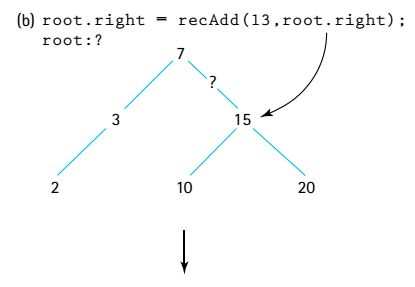 (b) root.right = recAdd(13,root.right);
root:?
7
?
3 15
2 10 20